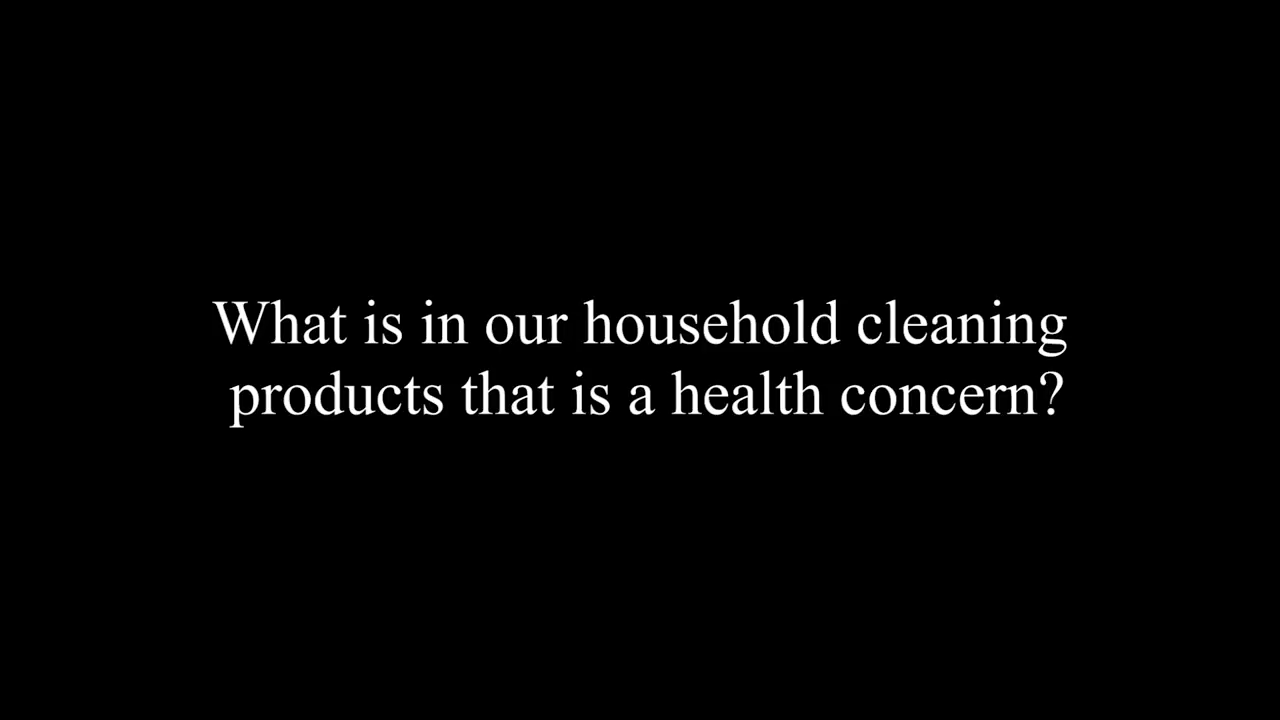 What is in our household cleaning
products that is a health concern?